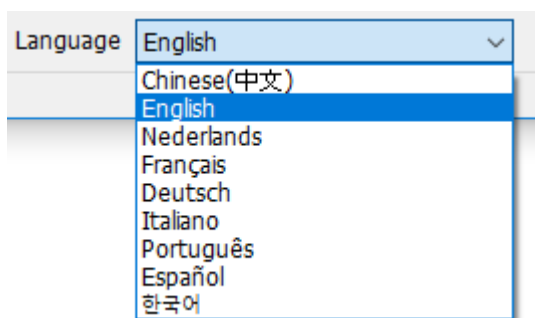 Language English
Chinese(中文)
English
Nederlands
Français
Deutsch
Italiano
Português
Español
한국어